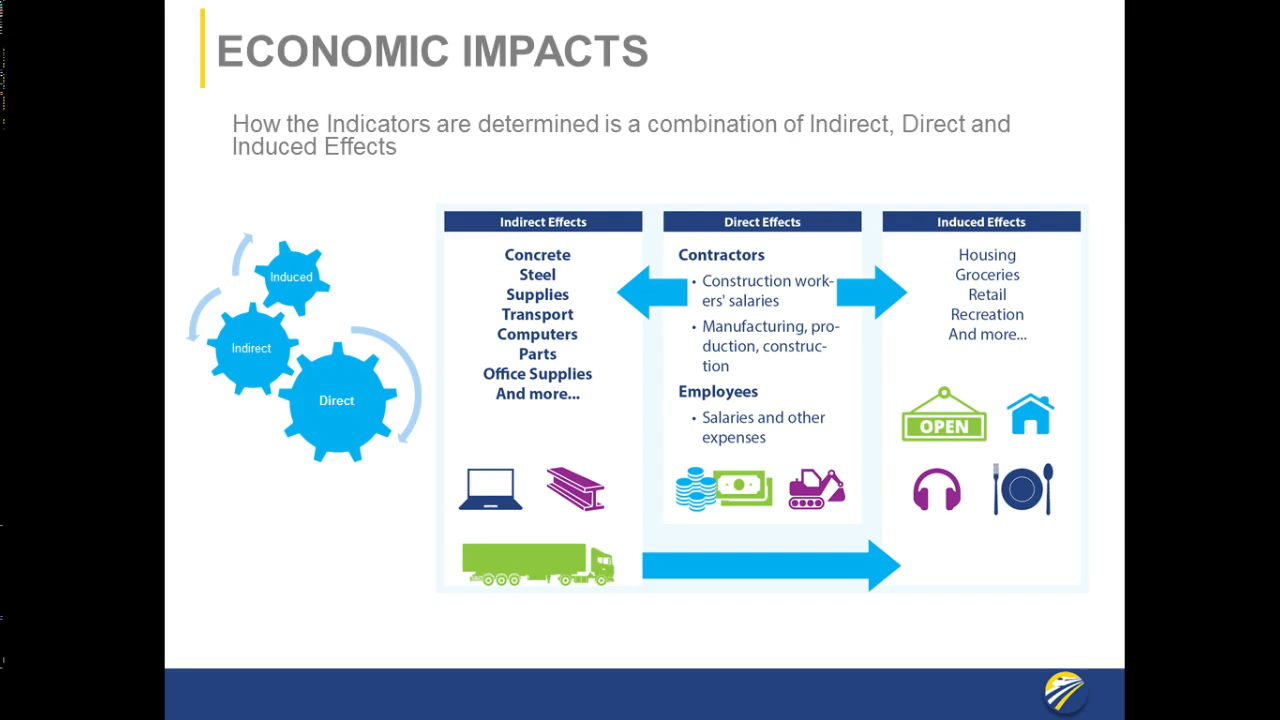 ECONOMIC IMPACTS
How the Indicators are determined is a combination of Indirect, Direct and
Induced Effects
Induced
Indirect
Direct
Indirect Effects
Concrete
Steel
Supplies
Transport
Computers
Parts
Office Supplies
And more...
Direct Effects
Contractors
• Construction work-
ers' salaries
• Manufacturing, pro-
duction, construc-
tion
Employees
• Salaries and other
expenses
Induced Effects
Housing
Groceries
Retail
Recreation
And more...
OPEN